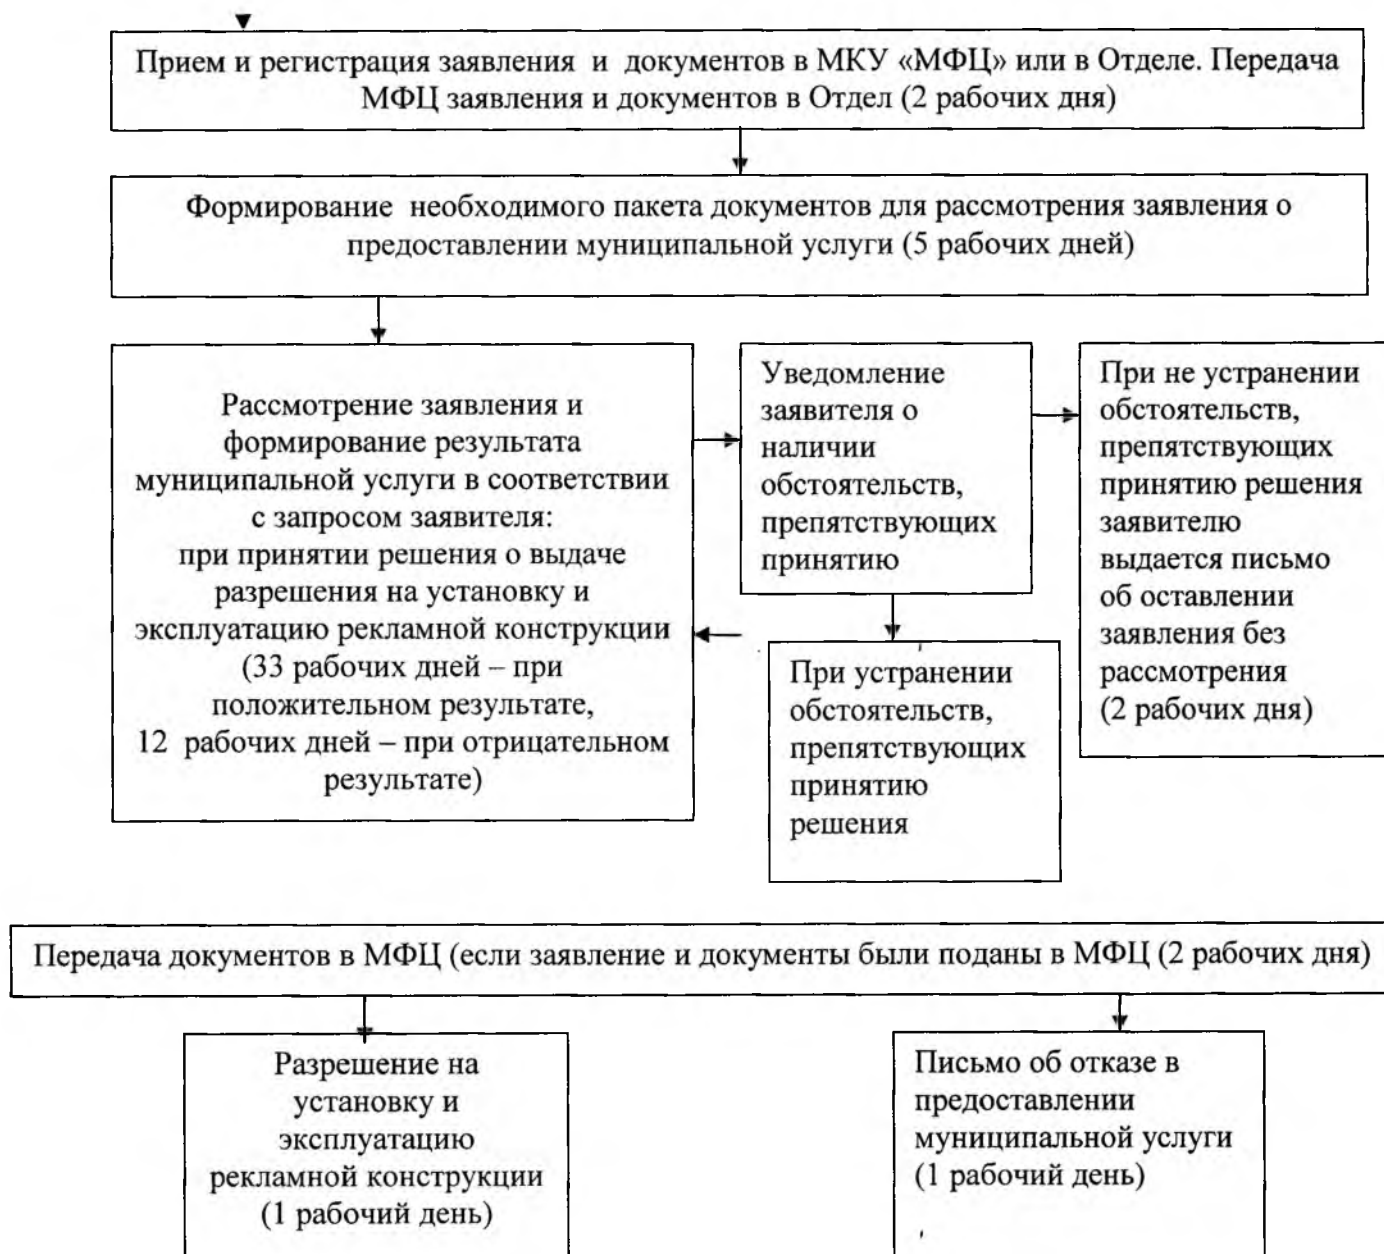 Прием и регистрация заявления и документов в МКУ «МФЦ» или в Отделе. Передача
МФЦ заявления и документов в Отдел (2 рабочих дня)
Формирование необходимого пакета документов для рассмотрения заявления о
предоставлении муниципальной услуги (5 рабочих дней)
Рассмотрение заявления и
формирование результата
муниципальной услуги в соответствии
с запросом заявителя:
при принятии решения о выдаче
разрешения на установку и
эксплуатацию рекламной конструкции
(33 рабочих дней – при
положительном результате,
12 рабочих дней – при отрицательном
результате)
Уведомление
заявителя о
наличии
обстоятельств,
препятствующих
принятию
При не устранении
обстоятельств,
препятствующих
принятию решения
заявителю
выдается письмо
об оставлении
заявления без
рассмотрения
(2 рабочих дня)
При устранении
обстоятельств,
препятствующих
принятию
решения
Передача документов в МФЦ (если заявление и документы были поданы в МФЦ (2 рабочих дня)
Разрешение на
установку и
эксплуатацию
рекламной конструкции
(1 рабочий день)
Письмо об отказе в
предоставлении
муниципальной услуги
(1 рабочий день)